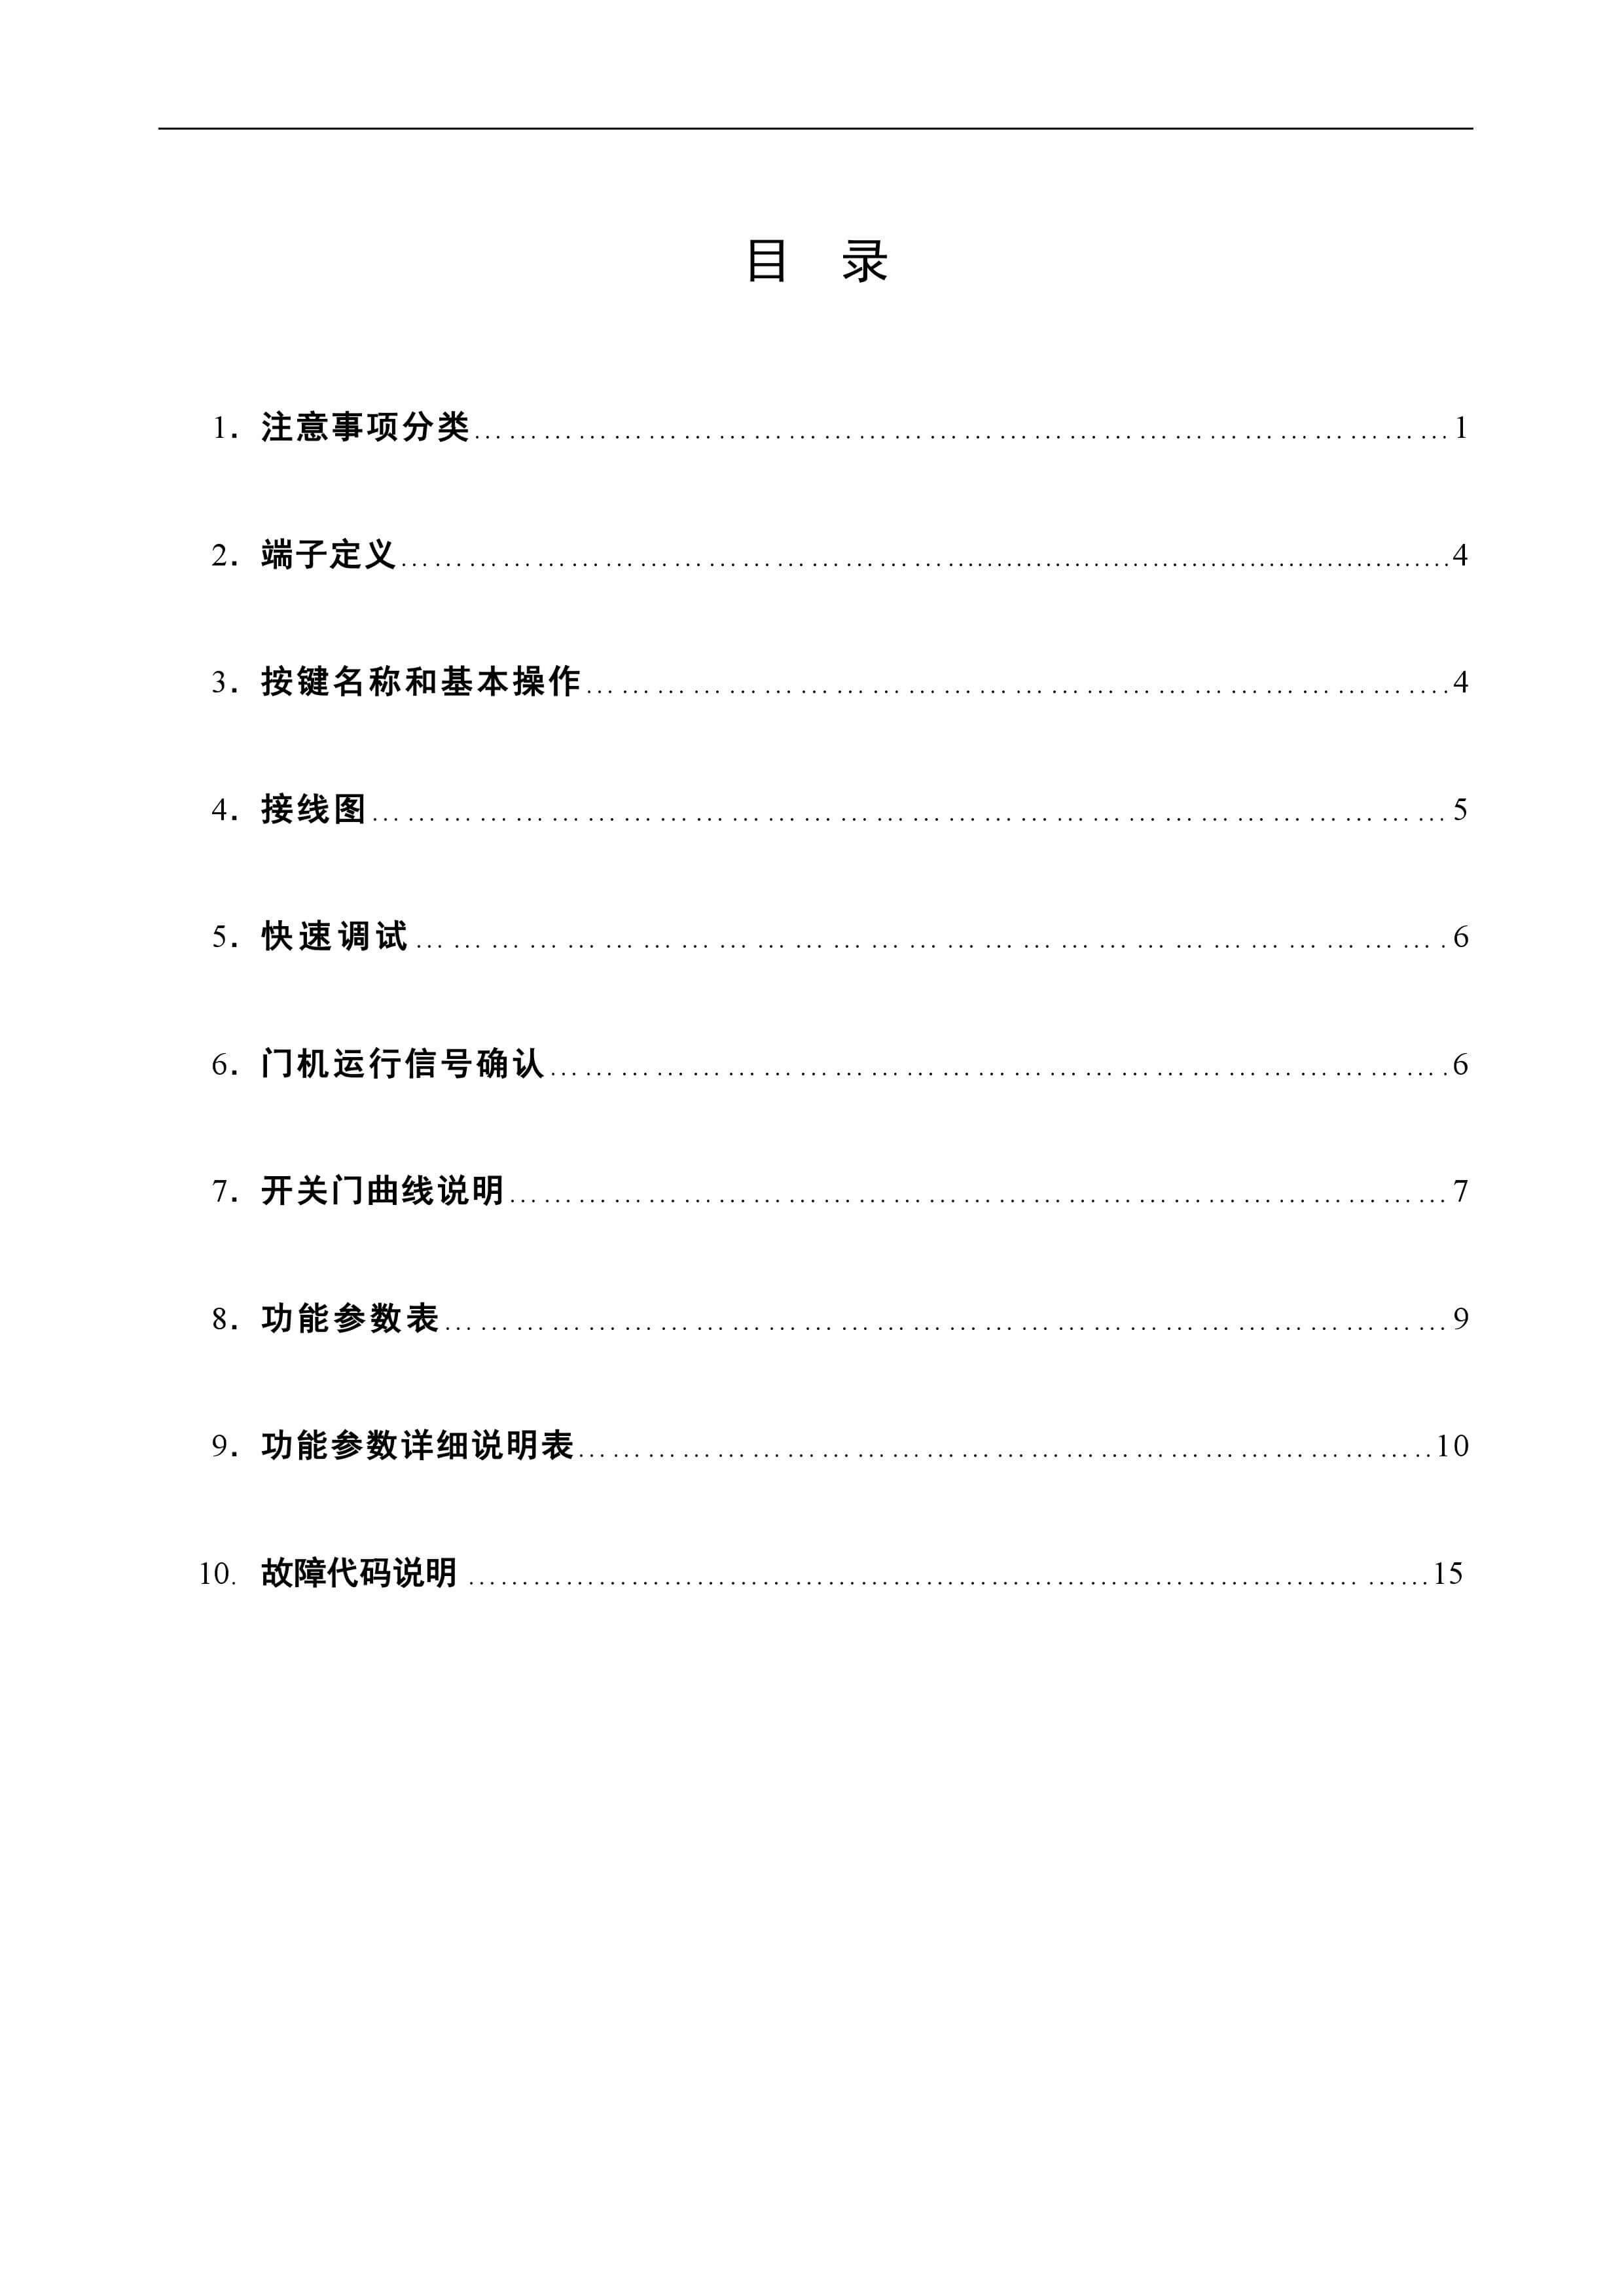 目 录
1. 注意事项分类……………………………………………………………………………1
2. 端子定义……………………………………………………………………………4
3. 按键名称和基本操作……………………………………………………………………………4
4. 接线图……………………………………………………………………………5
5. 快速调试……………………………………………………………………………6
6. 门机运行信号确认……………………………………………………………………………6
7. 开关门曲线说明……………………………………………………………………………7
8. 功能参数表……………………………………………………………………………9
9. 功能参数详细说明表……………………………………………………………………………10
10. 故障代码说明 …………………………………………………………………………… ……15